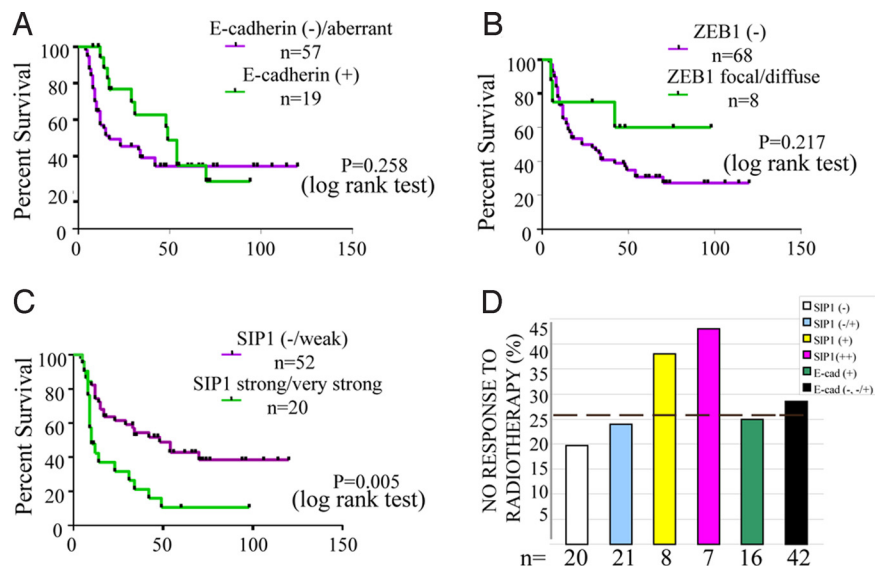 A
E-cadherin (-)/aberrant
n=57
E-cadherin (+)
n=19
P=0.258
(log rank test)
Percent Survival
100
80
60
40
20
0
0
50
100
150
B
ZEB1 (-)
n=68
ZEB1 focal/diffuse
n=8
P=0.217
(log rank test)
Percent Survival
100
80
60
40
20
0
0
50
100
150
C
SIP1 (-/weak)
n=52
SIP1 strong/very strong
n=20
P=0.005
(log rank test)
Percent Survival
100
80
60
40
20
0
0
50
100
150
D
SIP1 (-)
SIP1 (-/+)
SIP1 (+)
SIP1(++)
E-cad (+)
E-cad (-, -/+)
NO RESPONSE TO
RADIOTHERAPY (%)
45
40
35
30
25
20
15
10
5
n= 20 21 8 7 16 42